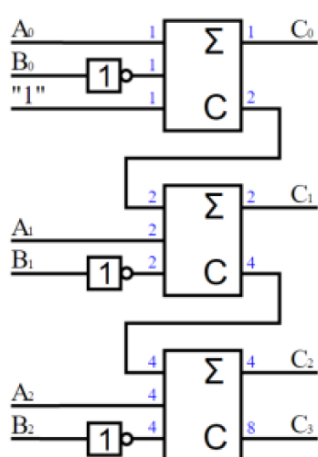 A₀ 1 Σ 1 C₀
B₀ 1 1
"1" 1 C 2
2 Σ 2 C₁
A₁ 2
B₁ 1 2 C 4
4 Σ 4 C₂
A₂ 4
B₂ 1 4 C 8 C₃